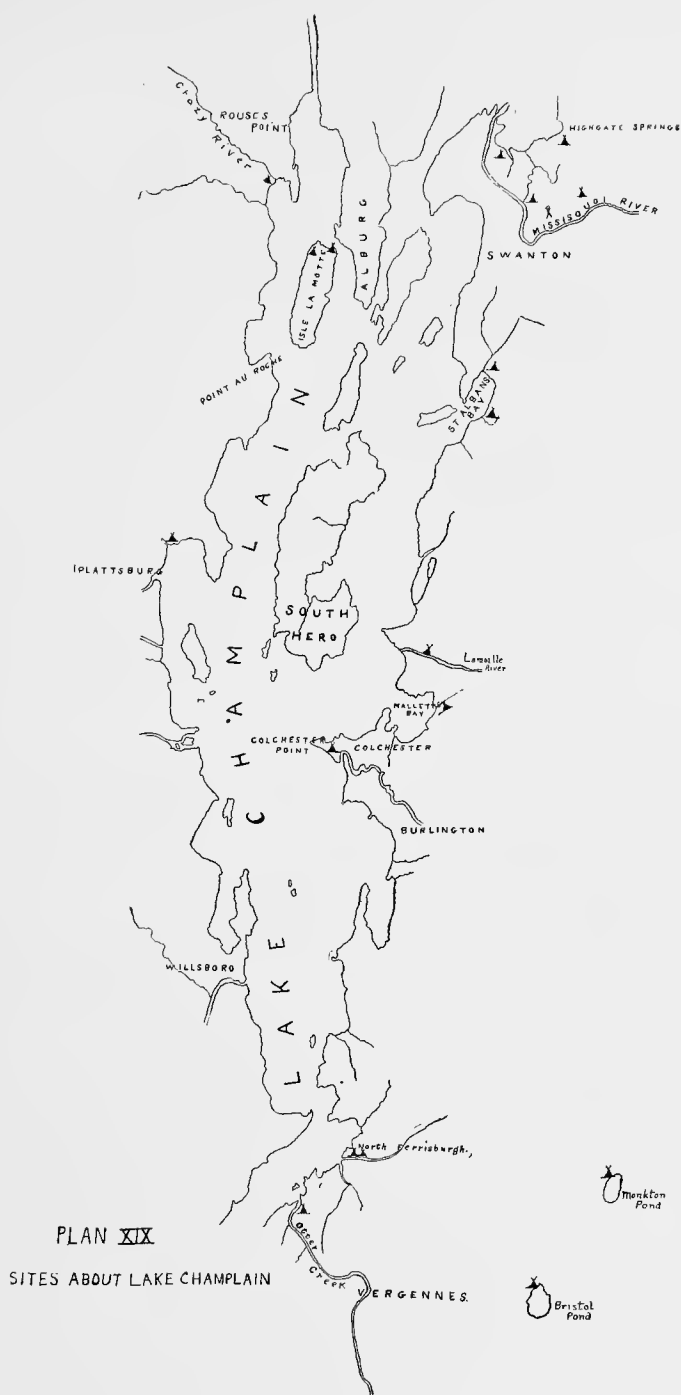 Chazy River
ROUSES
POINT
HIGHGATE SPRINGS
MISSISQUOI RIVER
SWANTON
ALBURG
ISLE LA MOTTE
POINT AU ROCHE
ST ALBANS
BAY
PLATTSBURG
SOUTH
HERO
Lamoille
River
MALLETTS
BAY
COLCHESTER
POINT
COLCHESTER
BURLINGTON
LAKE CHAMPLAIN
WILLSBORO
North Ferrisburgh.
Monkton
Pond
PLAN XIX
SITES ABOUT LAKE CHAMPLAIN
Otter Creek
VERGENNES.
Bristol
Pond